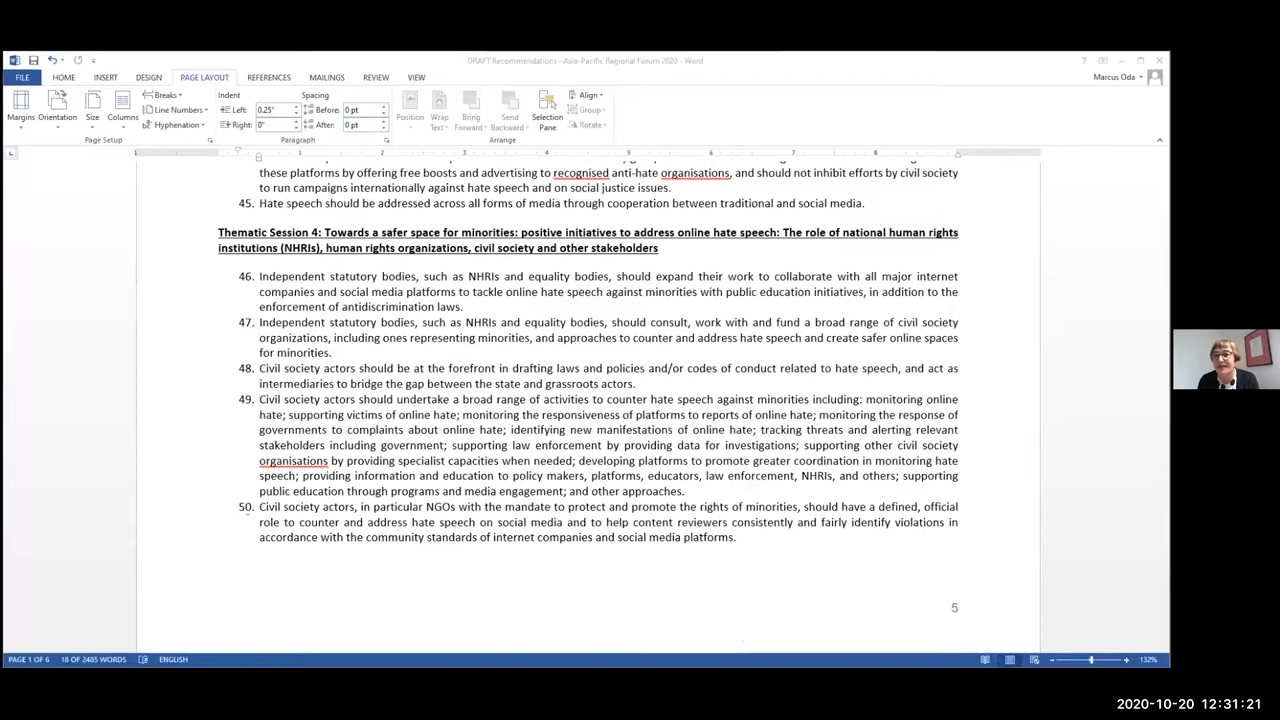 DRAFT Recommendations--Asia-Pacific Regional Forum 2020 - Word
FILE HOME INSERT DESIGN PAGE LAYOUT REFERENCES MAILINGS REVIEW VIEW
Marcus Oda
Margins Orientation Size Columns
Breaks
Line Numbers
Hyphenation
Page Setup
Indent Spacing
Left: 0.25" Before: 0 pt
Right: 0" After: 0 pt
Paragraph
Position Wrap Text Bring Forward Send Backward Selection Pane
Align
Group
Rotate
Arrange
1 1 2 3 4 5 6 7 8
these platforms by offering free boosts and advertising to recognised anti-hate organisations, and should not inhibit efforts by civil society
to run campaigns internationally against hate speech and on social justice issues.
45. Hate speech should be addressed across all forms of media through cooperation between traditional and social media.
Thematic Session 4: Towards a safer space for minorities: positive initiatives to address online hate speech: The role of national human rights
institutions (NHRIs), human rights organizations, civil society and other stakeholders
46. Independent statutory bodies, such as NHRIs and equality bodies, should expand their work to collaborate with all major internet
companies and social media platforms to tackle online hate speech against minorities with public education initiatives, in addition to the
enforcement of antidiscrimination laws.
47. Independent statutory bodies, such as NHRIs and equality bodies, should consult, work with and fund a broad range of civil society
organizations, including ones representing minorities, and approaches to counter and address hate speech and create safer online spaces
for minorities.
48. Civil society actors should be at the forefront in drafting laws and policies and/or codes of conduct related to hate speech, and act as
intermediaries to bridge the gap between the state and grassroots actors.
49. Civil society actors should undertake a broad range of activities to counter hate speech against minorities including: monitoring online
hate; supporting victims of online hate; monitoring the responsiveness of platforms to reports of online hate; monitoring the response of
governments to complaints about online hate; identifying new manifestations of online hate; tracking threats and alerting relevant
stakeholders including government; supporting law enforcement by providing data for investigations; supporting other civil society
organisations by providing specialist capacities when needed; developing platforms to promote greater coordination in monitoring hate
speech; providing information and education to policy makers, platforms, educators, law enforcement, NHRIs, and others; supporting
public education through programs and media engagement; and other approaches.
50. Civil society actors, in particular NGOs with the mandate to protect and promote the rights of minorities, should have a defined, official
role to counter and address hate speech on social media and to help content reviewers consistently and fairly identify violations in
accordance with the community standards of internet companies and social media platforms.
5
PAGE 1 OF 6 18 OF 2485 WORDS ENGLISH 132%
2020-10-20 12:31:21